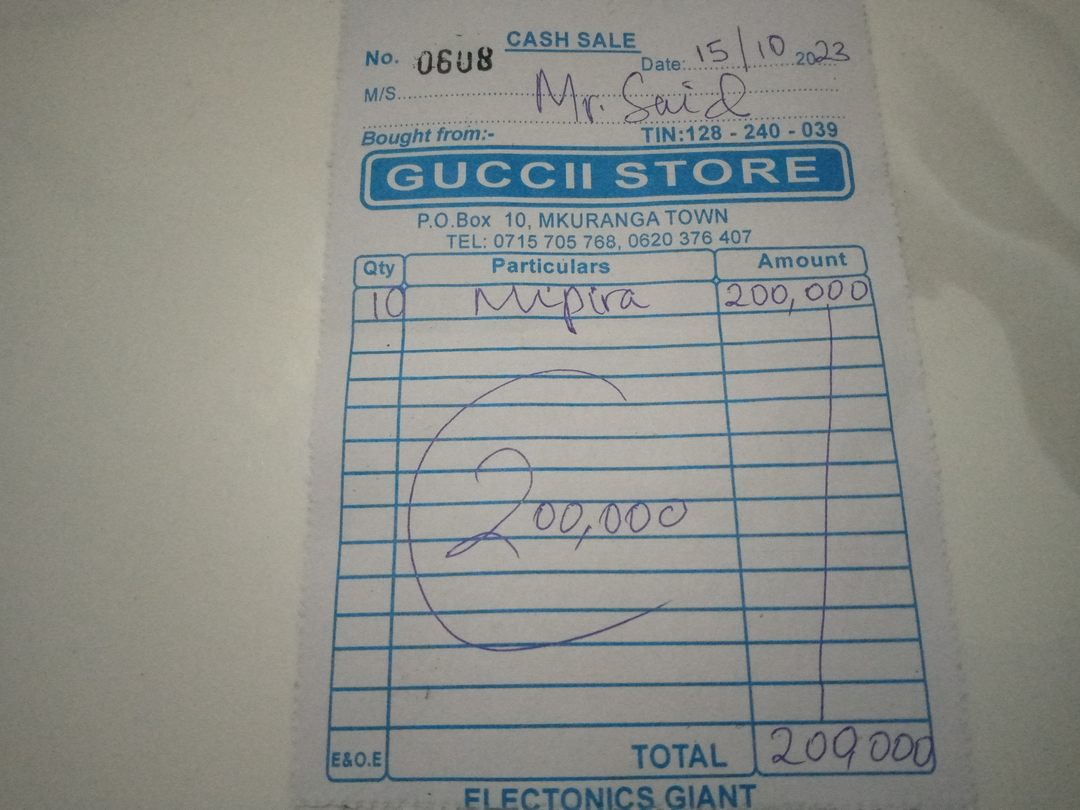 CASH SALE
No. 0608 Date: 15/10 2023
M/S. Mr. Said
Bought from:- TIN:128 - 240 - 039
GUCCII STORE
P.O.Box 10, MKURANGA TOWN
TEL: 0715 705 768, 0620 376 407
Qty Particulars Amount
10 Mipira 200,000
200,000
E&O.E TOTAL 200 000
ELECTONICS GIANT